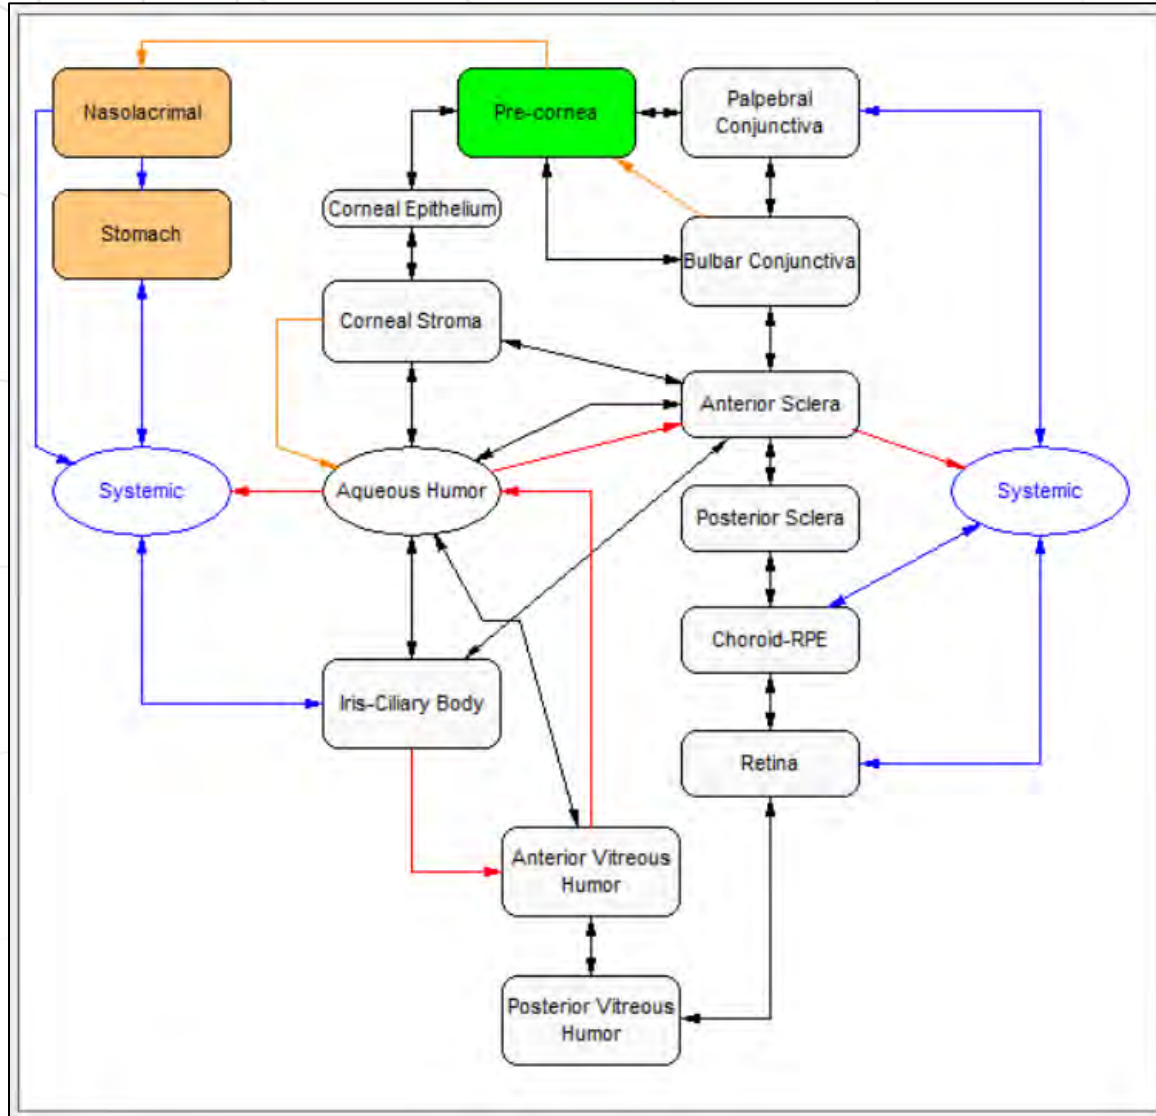 Nasolacrimal
Pre-cornea
Palpebral
Conjunctiva
Corneal Epithelium
Stomach
Bulbar Conjunctiva
Corneal Stroma
Anterior Sclera
Systemic
Aqueous Humor
Posterior Sclera
Systemic
Choroid-RPE
Iris-Ciliary Body
Retina
Anterior Vitreous
Humor
Posterior Vitreous
Humor